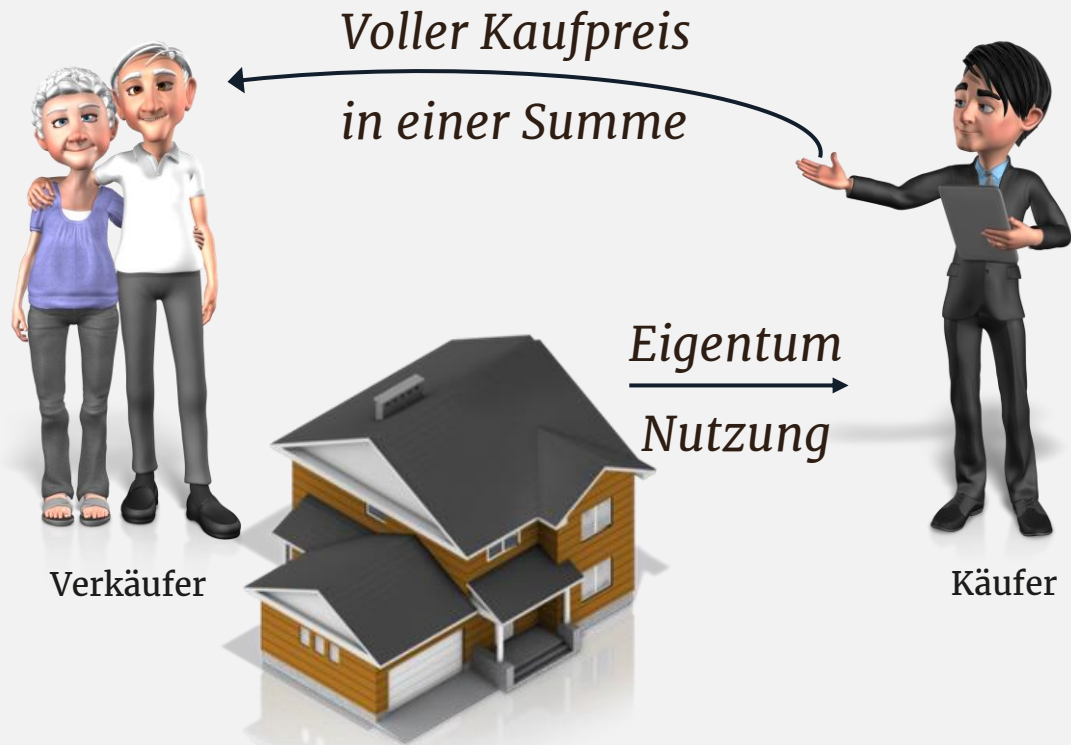 Voller Kaufpreis
in einer Summe
Eigentum
Nutzung
Verkäufer
Käufer